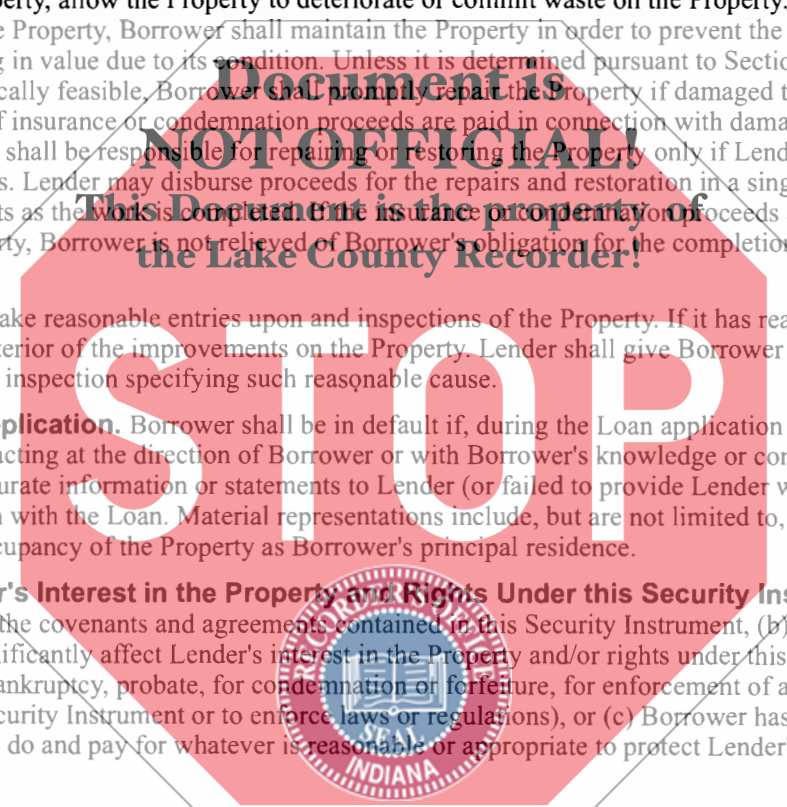 perty, allow the Property to deteriorate or commit waste on the Property.
e Property, Borrower shall maintain the Property in order to prevent the
g in value due to its condition. Unless it is determined pursuant to Sectio
ically feasible, Borrower shall promptly repair the Property if damaged t
f insurance or condemnation proceeds are paid in connection with dama
shall be responsible for repairing or restoring the Property only if Lend
s. Lender may disburse proceeds for the repairs and restoration in a sing
ts as the work is completed. If the insurance or condemnation proceeds
rty, Borrower is not relieved of Borrower's obligation for the completion
Document is
NOT OFFICIAL!
This Document is the property of
the Lake County Recorder!
ake reasonable entries upon and inspections of the Property. If it has rea
terior of the improvements on the Property. Lender shall give Borrower
inspection specifying such reasonable cause.
STOP
plication. Borrower shall be in default if, during the Loan application
acting at the direction of Borrower or with Borrower's knowledge or con
urate information or statements to Lender (or failed to provide Lender w
n with the Loan. Material representations include, but are not limited to,
cupancy of the Property as Borrower's principal residence.
r's Interest in the Property and Rights Under this Security Ins
the covenants and agreements contained in this Security Instrument, (b)
nificantly affect Lender's interest in the Property and/or rights under this
ankruptcy, probate, for condemnation or forfeiture, for enforcement of a
curity Instrument or to enforce laws or regulations), or (c) Borrower has
do and pay for whatever is reasonable or appropriate to protect Lender'
SEAL
INDIANA